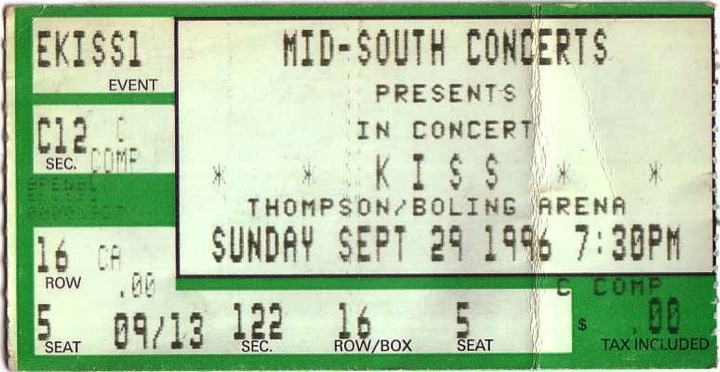 EKISS1
EVENT
MID-SOUTH CONCERTS
PRESENTS
IN CONCERT
* * K I S S * *
THOMPSON/BOLING ARENA
SUNDAY SEPT 29 1996 7:30PM
C12 C
SEC. COMP
16 CA
ROW .00
5 09/13 122 16 5
SEAT SEC. ROW/BOX SEAT
C COMP
$ .00
TAX INCLUDED